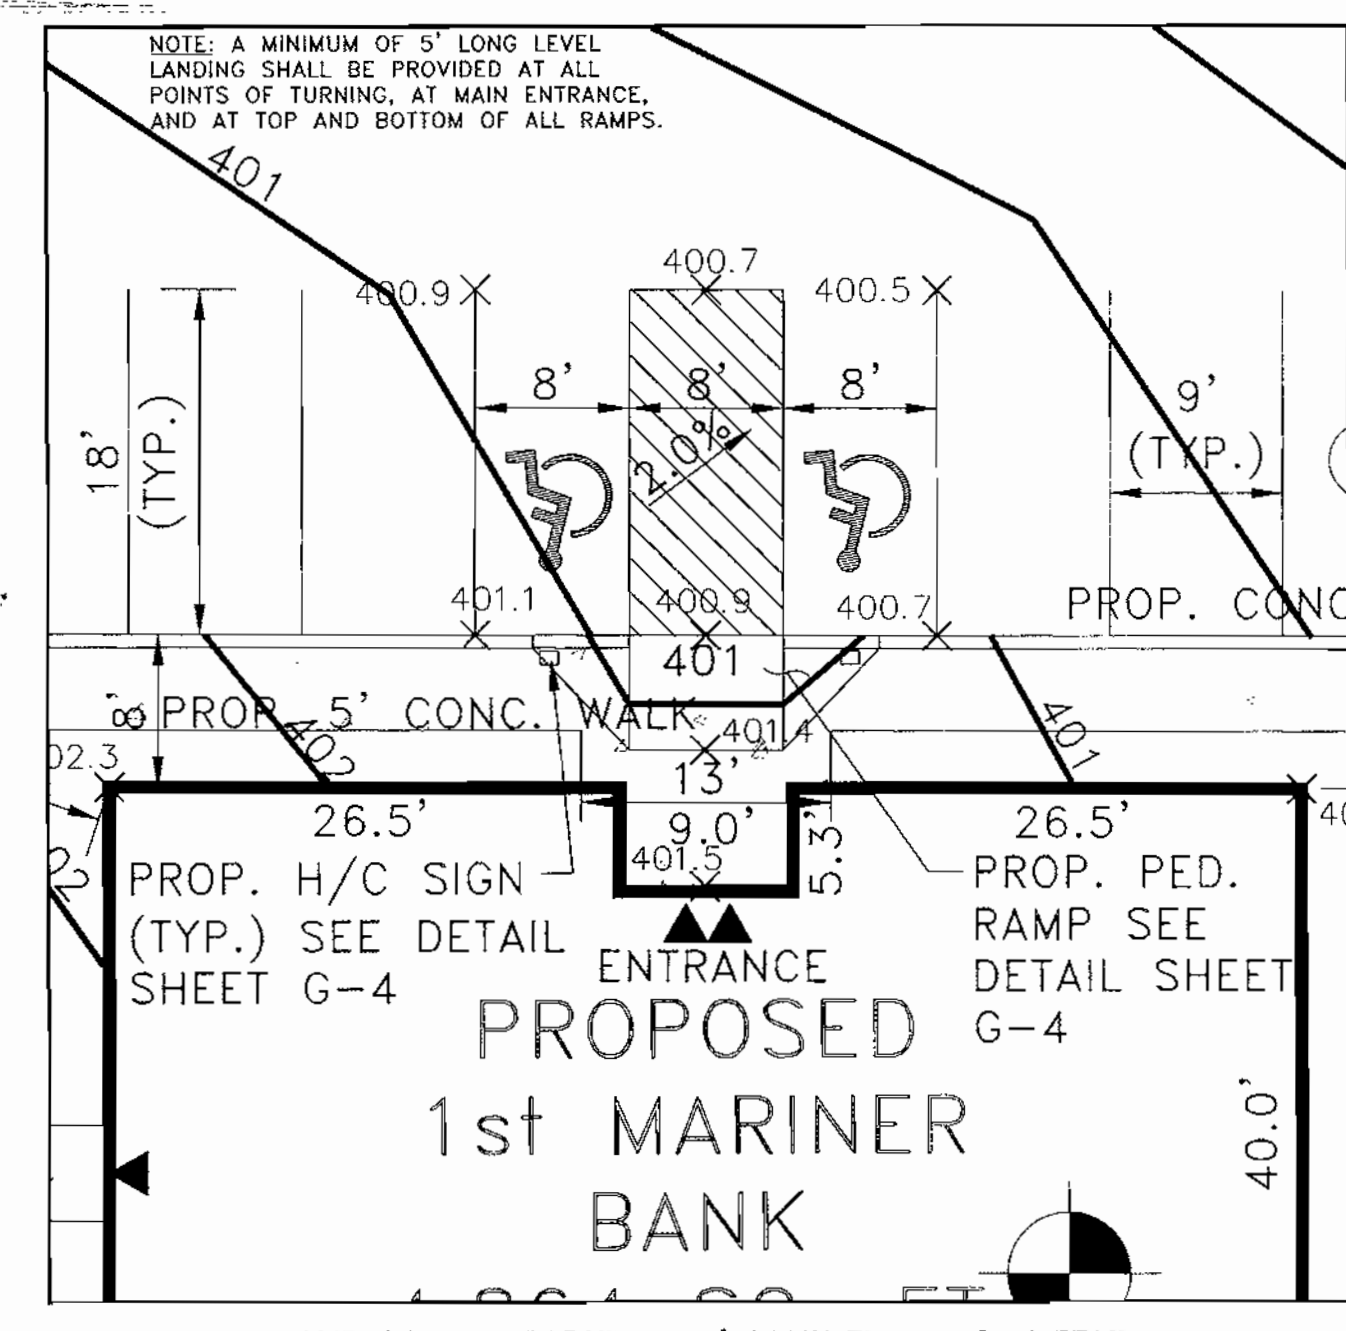 NOTE: A MINIMUM OF 5' LONG LEVEL
LANDING SHALL BE PROVIDED AT ALL
POINTS OF TURNING, AT MAIN ENTRANCE,
AND AT TOP AND BOTTOM OF ALL RAMPS.
401
400.7
400.9
400.5
8'
8'
8'
9'
(TYP.)
18'
(TYP.)
2.0%
401.1
400.9
400.7
PROP. CONC
401
8'
PROP. 5' CONC. WALK
402
401.4
401
02.3
13'
26.5'
9.0'
5.3'
26.5'
40
401.5
02
PROP. H/C SIGN
(TYP.) SEE DETAIL
SHEET G-4
PROP. PED.
RAMP SEE
DETAIL SHEET
G-4
ENTRANCE
PROPOSED
1st MARINER
BANK
40.0'